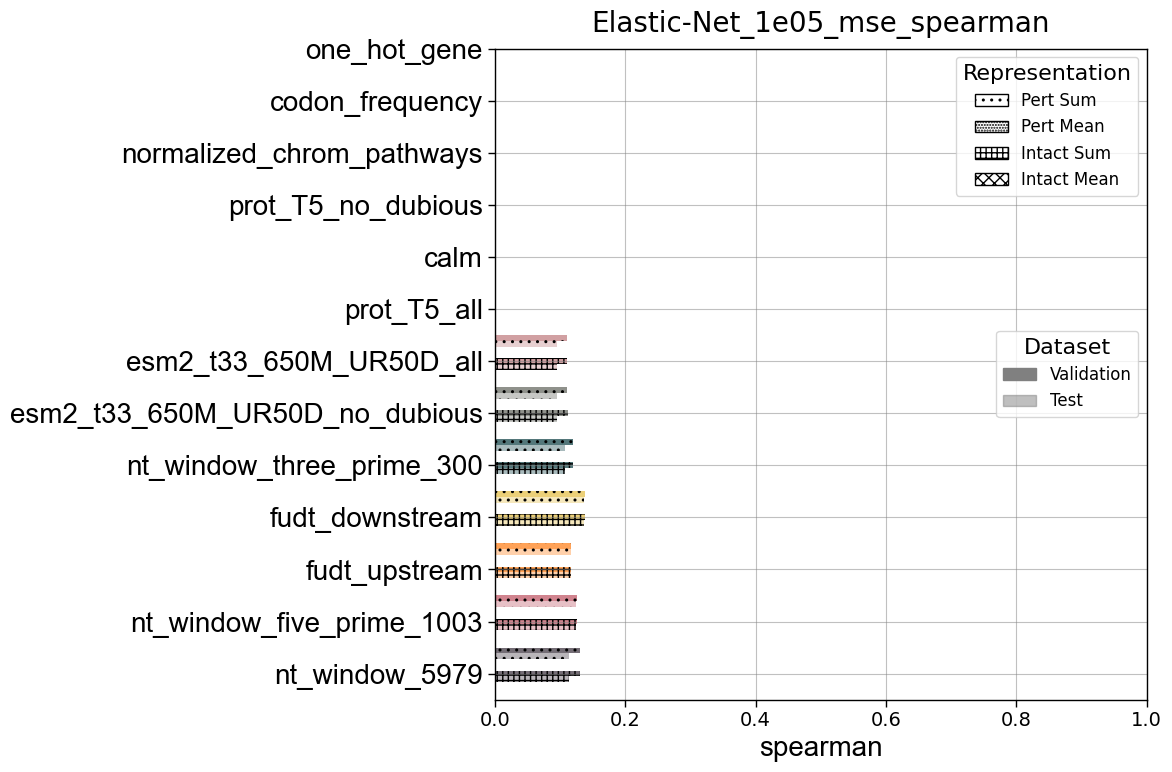 Elastic-Net_1e05_mse_spearman
one_hot_gene
codon_frequency
normalized_chrom_pathways
prot_T5_no_dubious
calm
prot_T5_all
esm2_t33_650M_UR50D_all
esm2_t33_650M_UR50D_no_dubious
nt_window_three_prime_300
fudt_downstream
fudt_upstream
nt_window_five_prime_1003
nt_window_5979
Representation
Pert Sum
Pert Mean
Intact Sum
Intact Mean
Dataset
Validation
Test
0.0 0.2 0.4 0.6 0.8 1.0
spearman